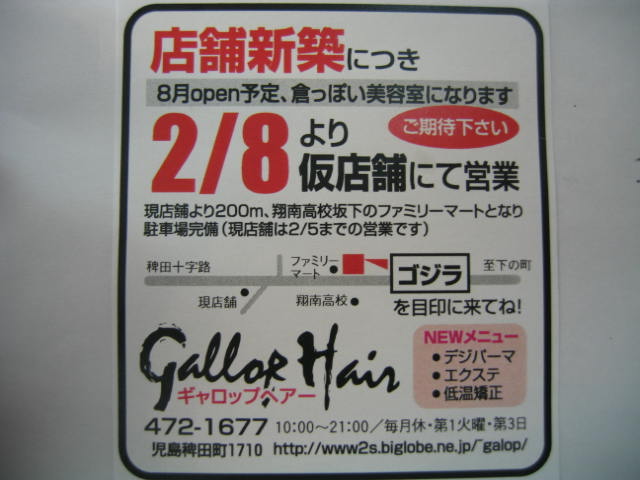 店舗新築につき
8月open予定、倉っぽい美容室になります
2/8より
ご期待下さい
仮店舗にて営業
現店舗より200m、翔南高校坂下のファミリーマートとなり
駐車場完備(現店舗は2/5までの営業です)
稗田十字路
ファミリーマート
ゴジラ
至下の町
現店舗
翔南高校
を目印に来てね!
Gallop Hair
ギャロップヘアー
NEWメニュー
•デジパーマ
•エクステ
•低温矯正
472-1677 10:00〜21:00/毎月休・第1火曜・第3日
児島稗田町1710 http://www2s.biglobe.ne.jp/~galop/